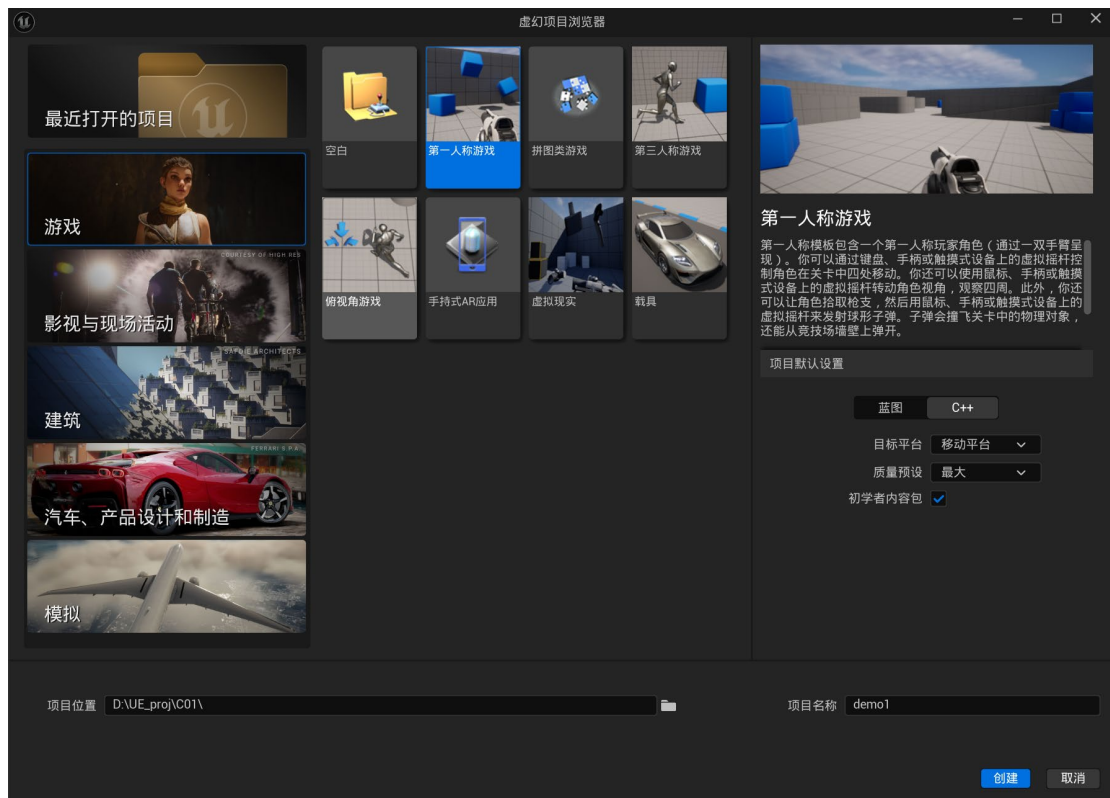 虚幻项目浏览器
最近打开的项目
游戏
COURTESY OF HIGH RES
影视与现场活动
SAFDIE ARCHITECTS
建筑
FERRARI S.P.A.
汽车、产品设计和制造
模拟
空白
第一人称游戏
拼图类游戏
第三人称游戏
俯视角游戏
手持式AR应用
虚拟现实
载具
第一人称游戏
第一人称模板包含一个第一人称玩家角色（通过一双手臂呈
现）。你可以通过键盘、手柄或触摸式设备上的虚拟摇杆控
制角色在关卡中四处移动。你还可以使用鼠标、手柄或触摸
式设备上的虚拟摇杆转动角色视角，观察四周。此外，你还
可以让角色拾取枪支，然后用鼠标、手柄或触摸式设备上的
虚拟摇杆来发射球形子弹。子弹会撞飞关卡中的物理对象，
还能从竞技场墙壁上弹开。
项目默认设置
蓝图 C++
目标平台 移动平台
质量预设 最大
初学者内容包
项目位置 D:\UE_proj\C01\
项目名称 demo1
创建 取消